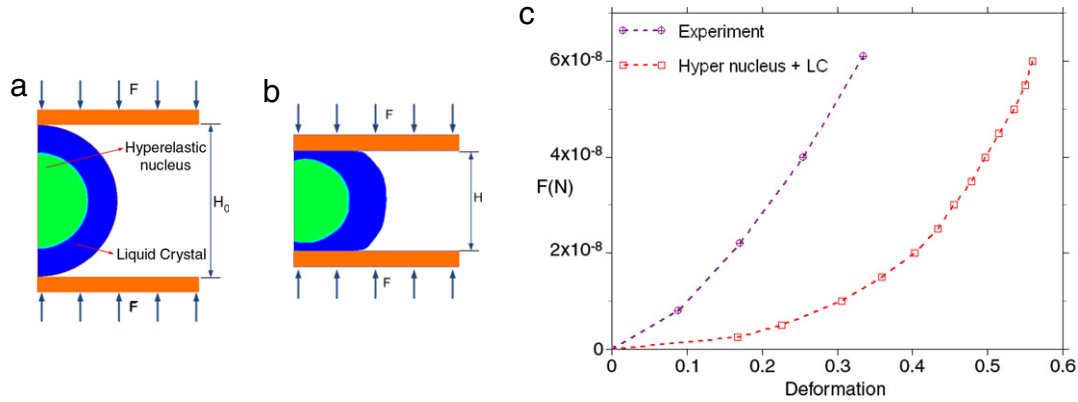 a
F
Hyperelastic
nucleus
H0
Liquid Crystal
F
b
F
H
F
c
Experiment
Hyper nucleus + LC
6x10-8
4x10-8
F(N)
2x10-8
0
0 0.1 0.2 0.3 0.4 0.5 0.6
Deformation